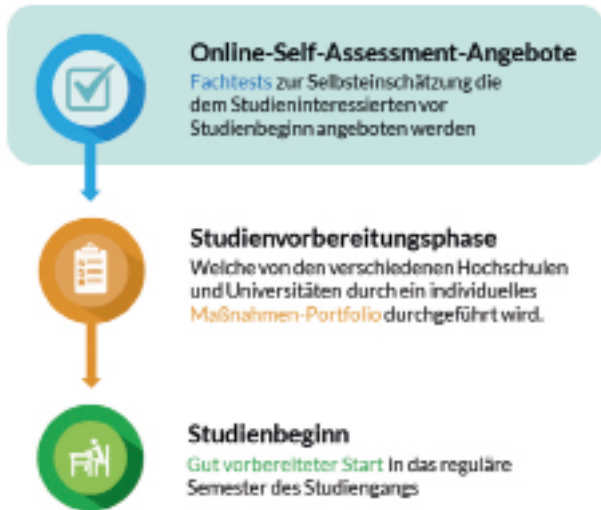 Online-Self-Assessment-Angebote
Fachtests zur Selbsteinschätzung die
dem Studieninteressierten vor
Studienbeginn angeboten werden
Studienvorbereitungsphase
Welche von den verschiedenen Hochschulen
und Universitäten durch ein individuelles
Maßnahmen-Portfolio durchgeführt wird.
Studienbeginn
Gut vorbereiteter Start in das reguläre
Semester des Studiengangs